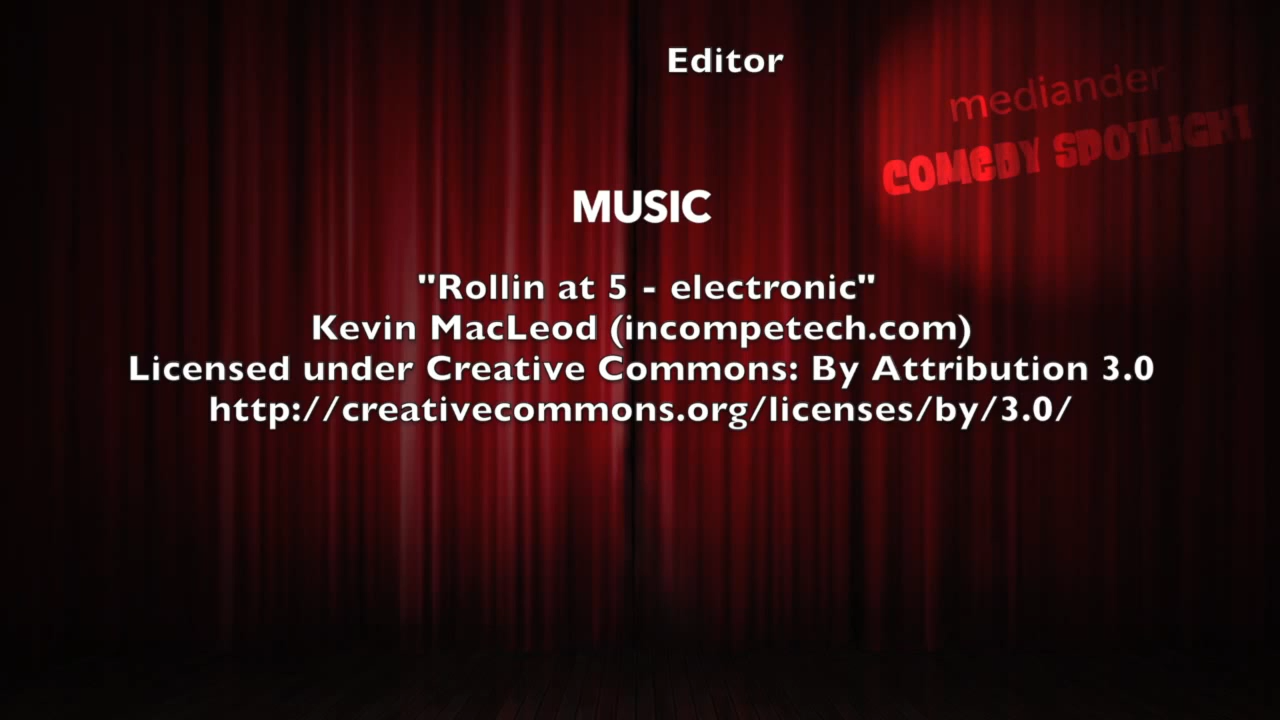 Editor
mediander
COMEDY SPOTLIGHT
MUSIC
"Rollin at 5 - electronic"
Kevin MacLeod (incompetech.com)
Licensed under Creative Commons: By Attribution 3.0
http://creativecommons.org/licenses/by/3.0/